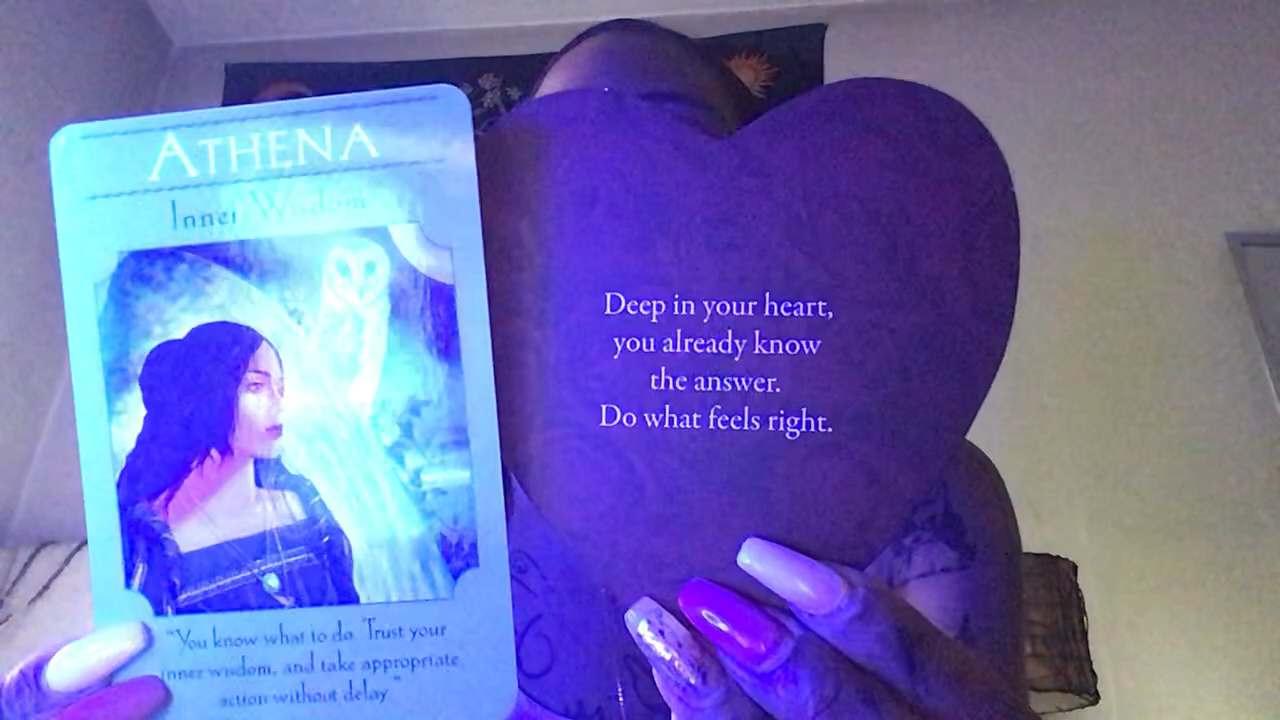 ATHENA
Inner Wisdom
"You know what to do. Trust your
inner wisdom, and take appropriate
action without delay."
Deep in your heart,
you already know
the answer.
Do what feels right.